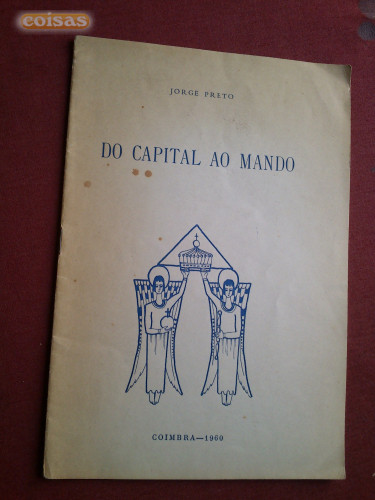 coisas
JORGE PRETO
DO CAPITAL AO MANDO
COIMBRA—1960